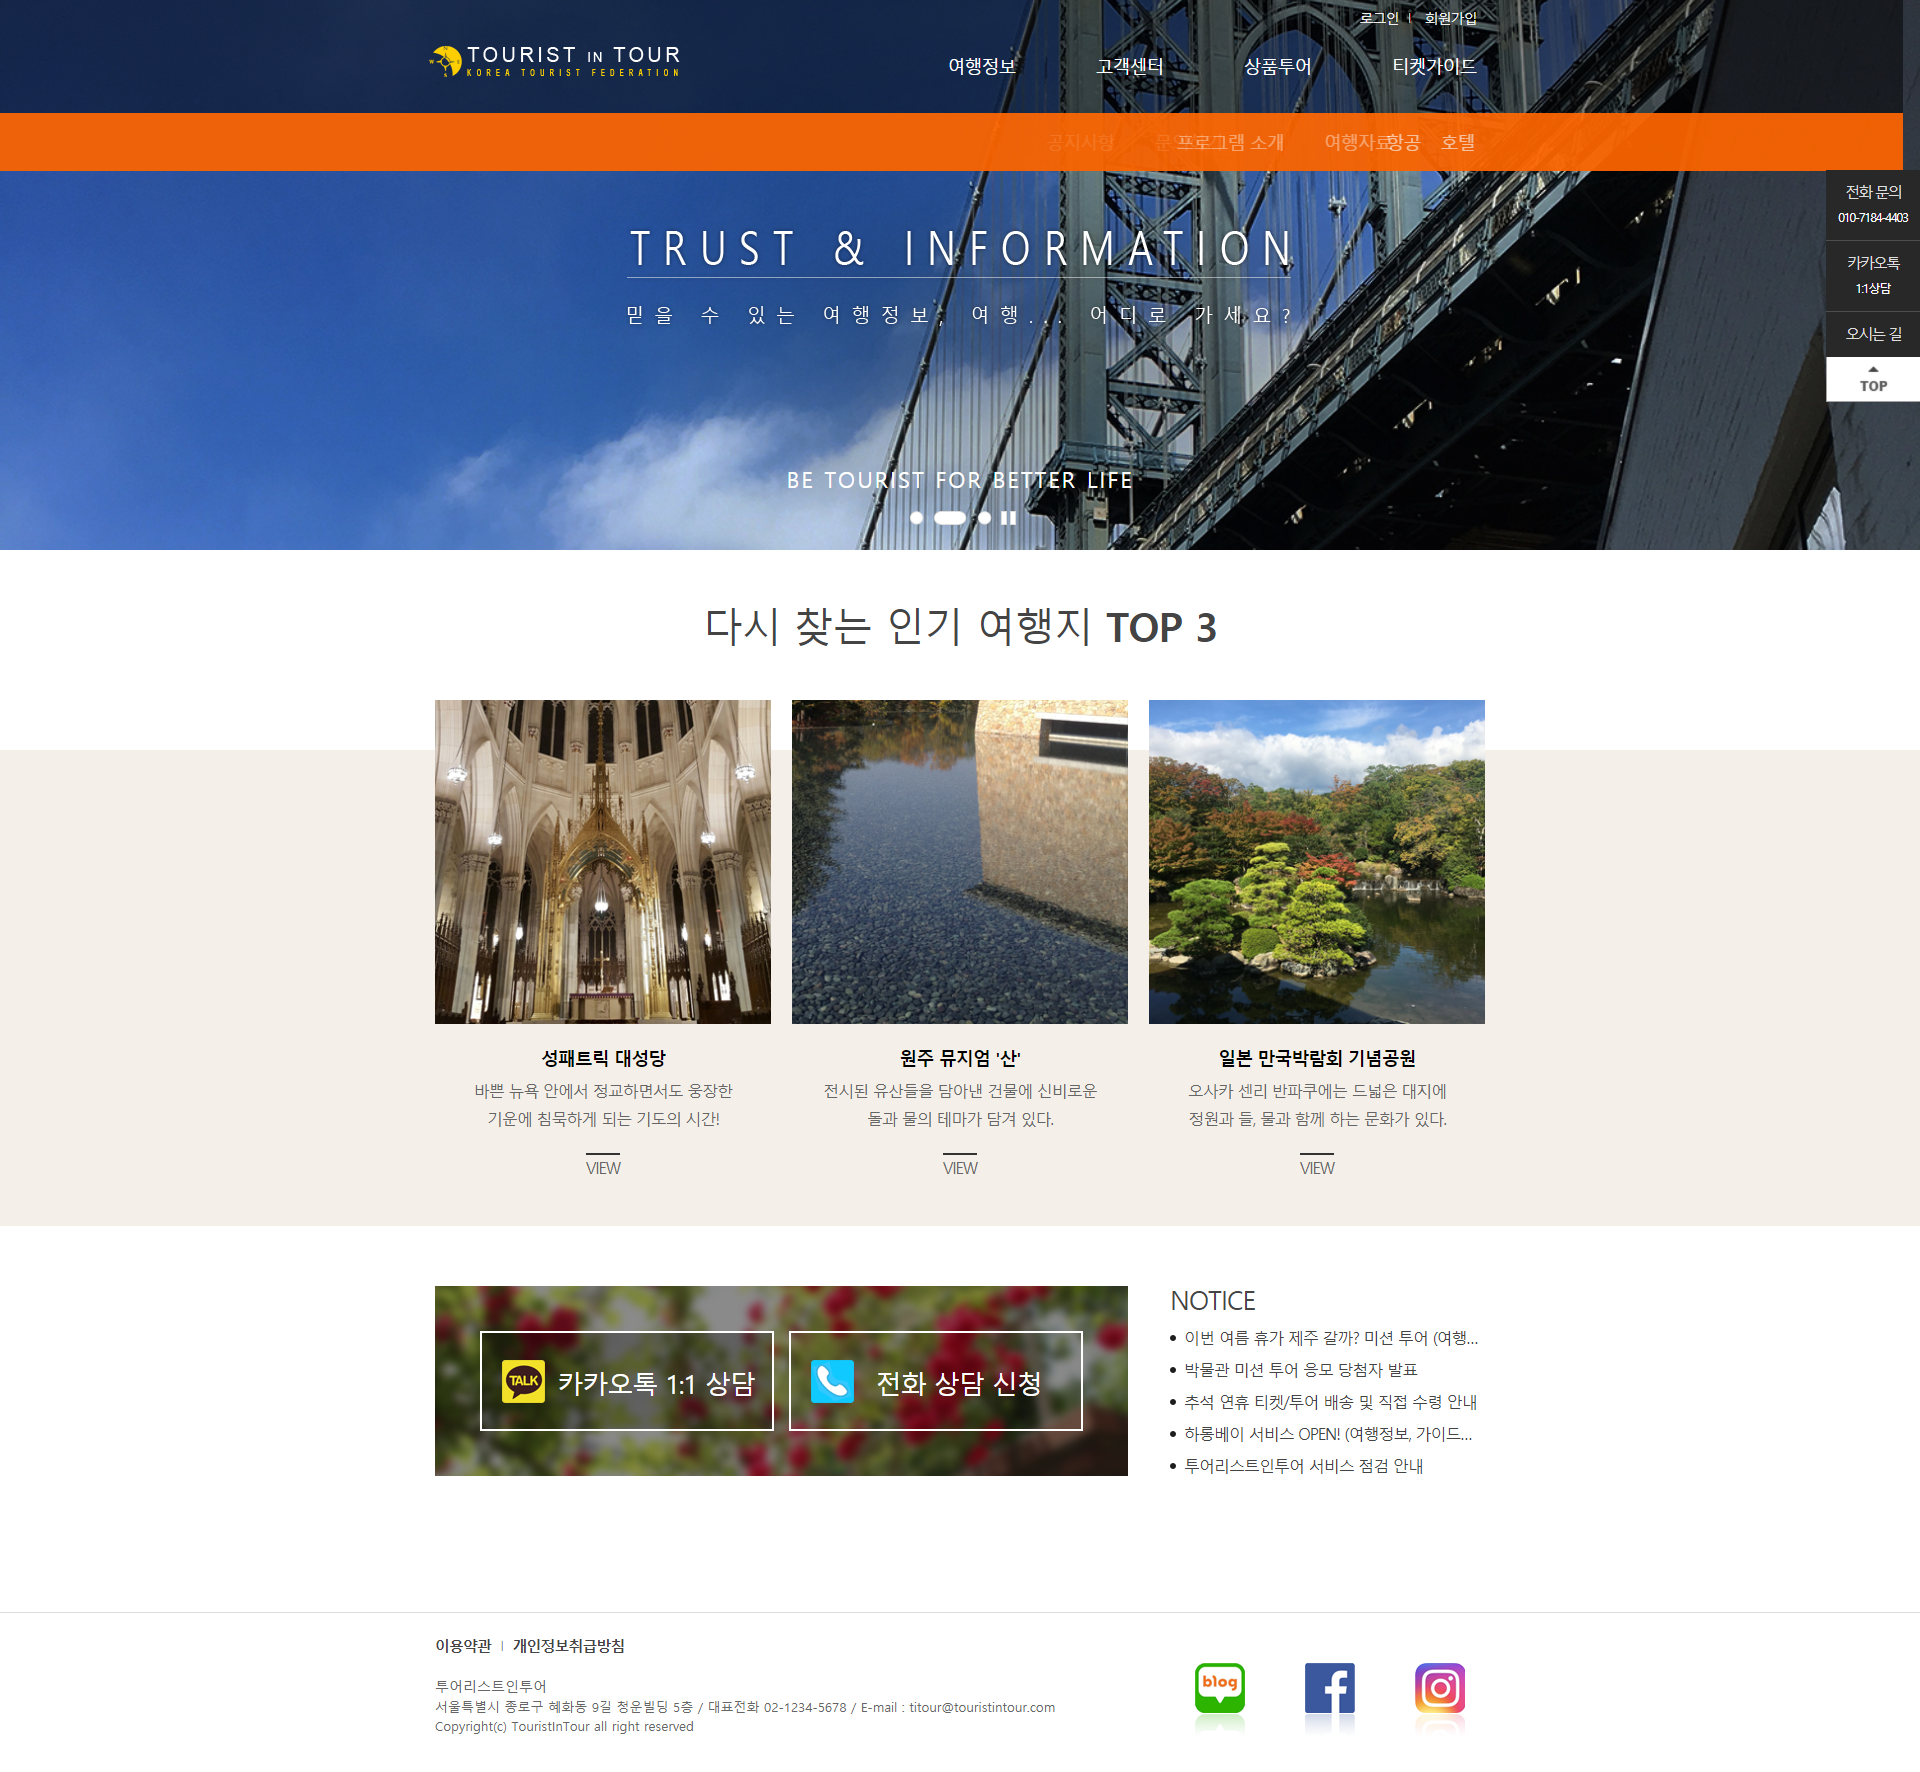 로그인 | 회원가입
TOURIST IN TOUR
KOREA TOURIST FEDERATION
여행정보 고객센터 상품투어 티켓가이드
공지사항 프로그램 소개 여행자료 항공 호텔
전화 문의
010-7184-4403
카카오톡
1:1상담
오시는 길
TOP
TRUST & INFORMATION
믿을 수 있는 여행정보, 여행... 어디로 가세요?
BE TOURIST FOR BETTER LIFE
다시 찾는 인기 여행지 TOP 3
성패트릭 대성당
바쁜 뉴욕 안에서 정교하면서도 웅장한
기운에 침묵하게 되는 기도의 시간!
VIEW
원주 뮤지엄 '산'
전시된 유산들을 담아낸 건물에 신비로운
돌과 물의 테마가 담겨 있다.
VIEW
일본 만국박람회 기념공원
오사카 센리 반파쿠에는 드넓은 대지에
정원과 들, 물과 함께 하는 문화가 있다.
VIEW
TALK 카카오톡 1:1 상담
전화 상담 신청
NOTICE
이번 여름 휴가 제주 갈까? 미션 투어 (여행...
박물관 미션 투어 응모 당첨자 발표
추석 연휴 티켓/투어 배송 및 직접 수령 안내
하롱베이 서비스 OPEN! (여행정보, 가이드...
투어리스트인투어 서비스 점검 안내
이용약관 | 개인정보취급방침
투어리스트인투어
서울특별시 종로구 혜화동 9길 청운빌딩 5층 / 대표전화 02-1234-5678 / E-mail : titour@touristintour.com
Copyright(c) TouristInTour all right reserved
blog